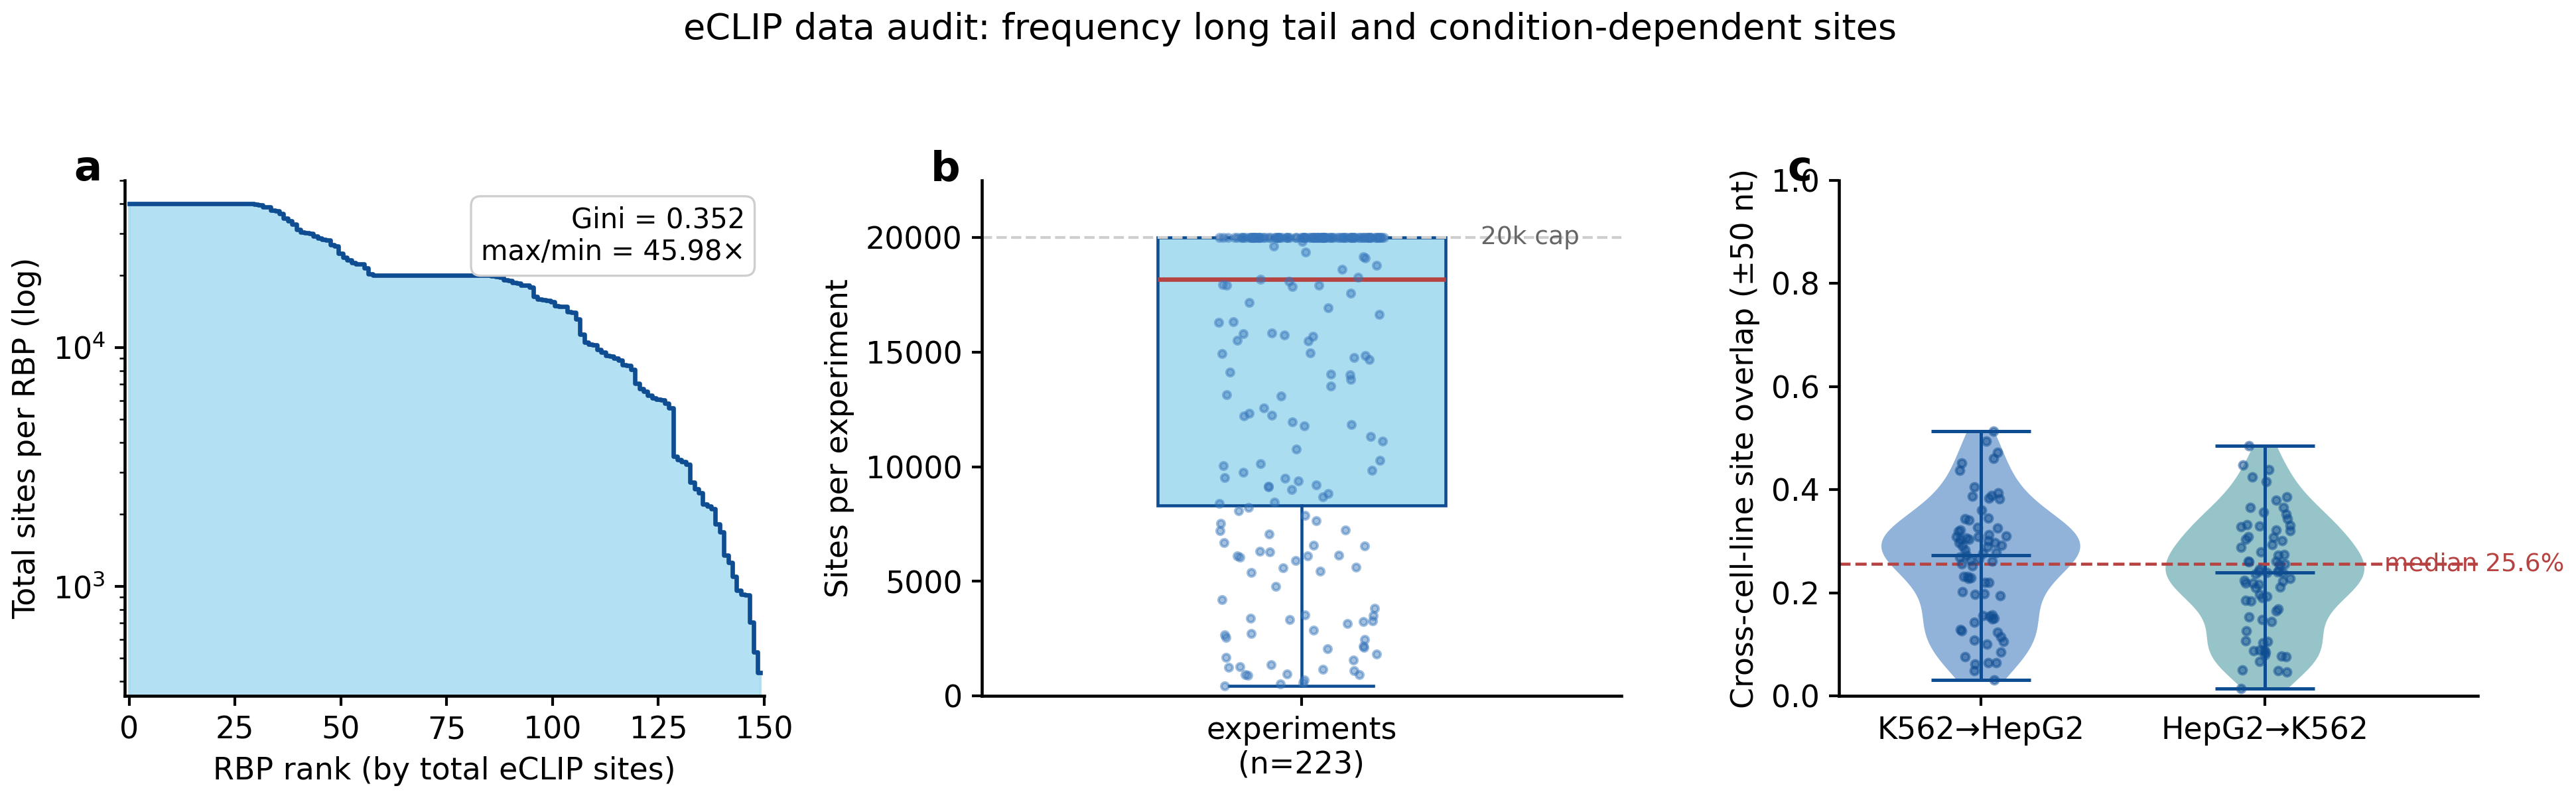 eCLIP data audit: frequency long tail and condition-dependent sites
a
Total sites per RBP (log)
10⁴
10³
Gini = 0.352
max/min = 45.98×
0 25 50 75 100 125 150
RBP rank (by total eCLIP sites)
b
Sites per experiment
20000
15000
10000
5000
0
20k cap
experiments
(n=223)
c
Cross-cell-line site overlap (±50 nt)
1.0
0.8
0.6
0.4
0.2
0.0
median 25.6%
K562→HepG2 HepG2→K562